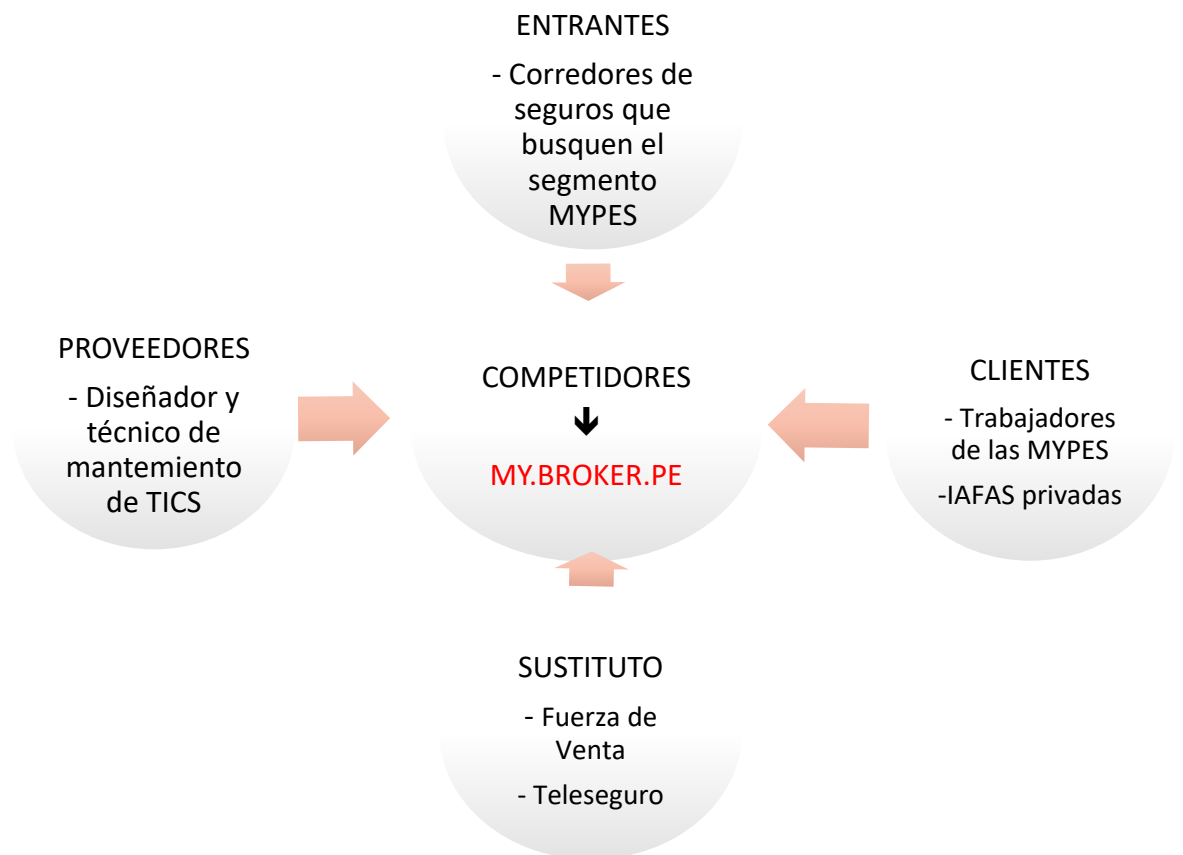 ENTRANTES
- Corredores de
seguros que
busquen el
segmento
MYPES
PROVEEDORES
- Diseñador y
técnico de
mantemiento
de TICS
COMPETIDORES
MY.BROKER.PE
CLIENTES
- Trabajadores
de las MYPES
-IAFAS privadas
SUSTITUTO
- Fuerza de
Venta
- Teleseguro